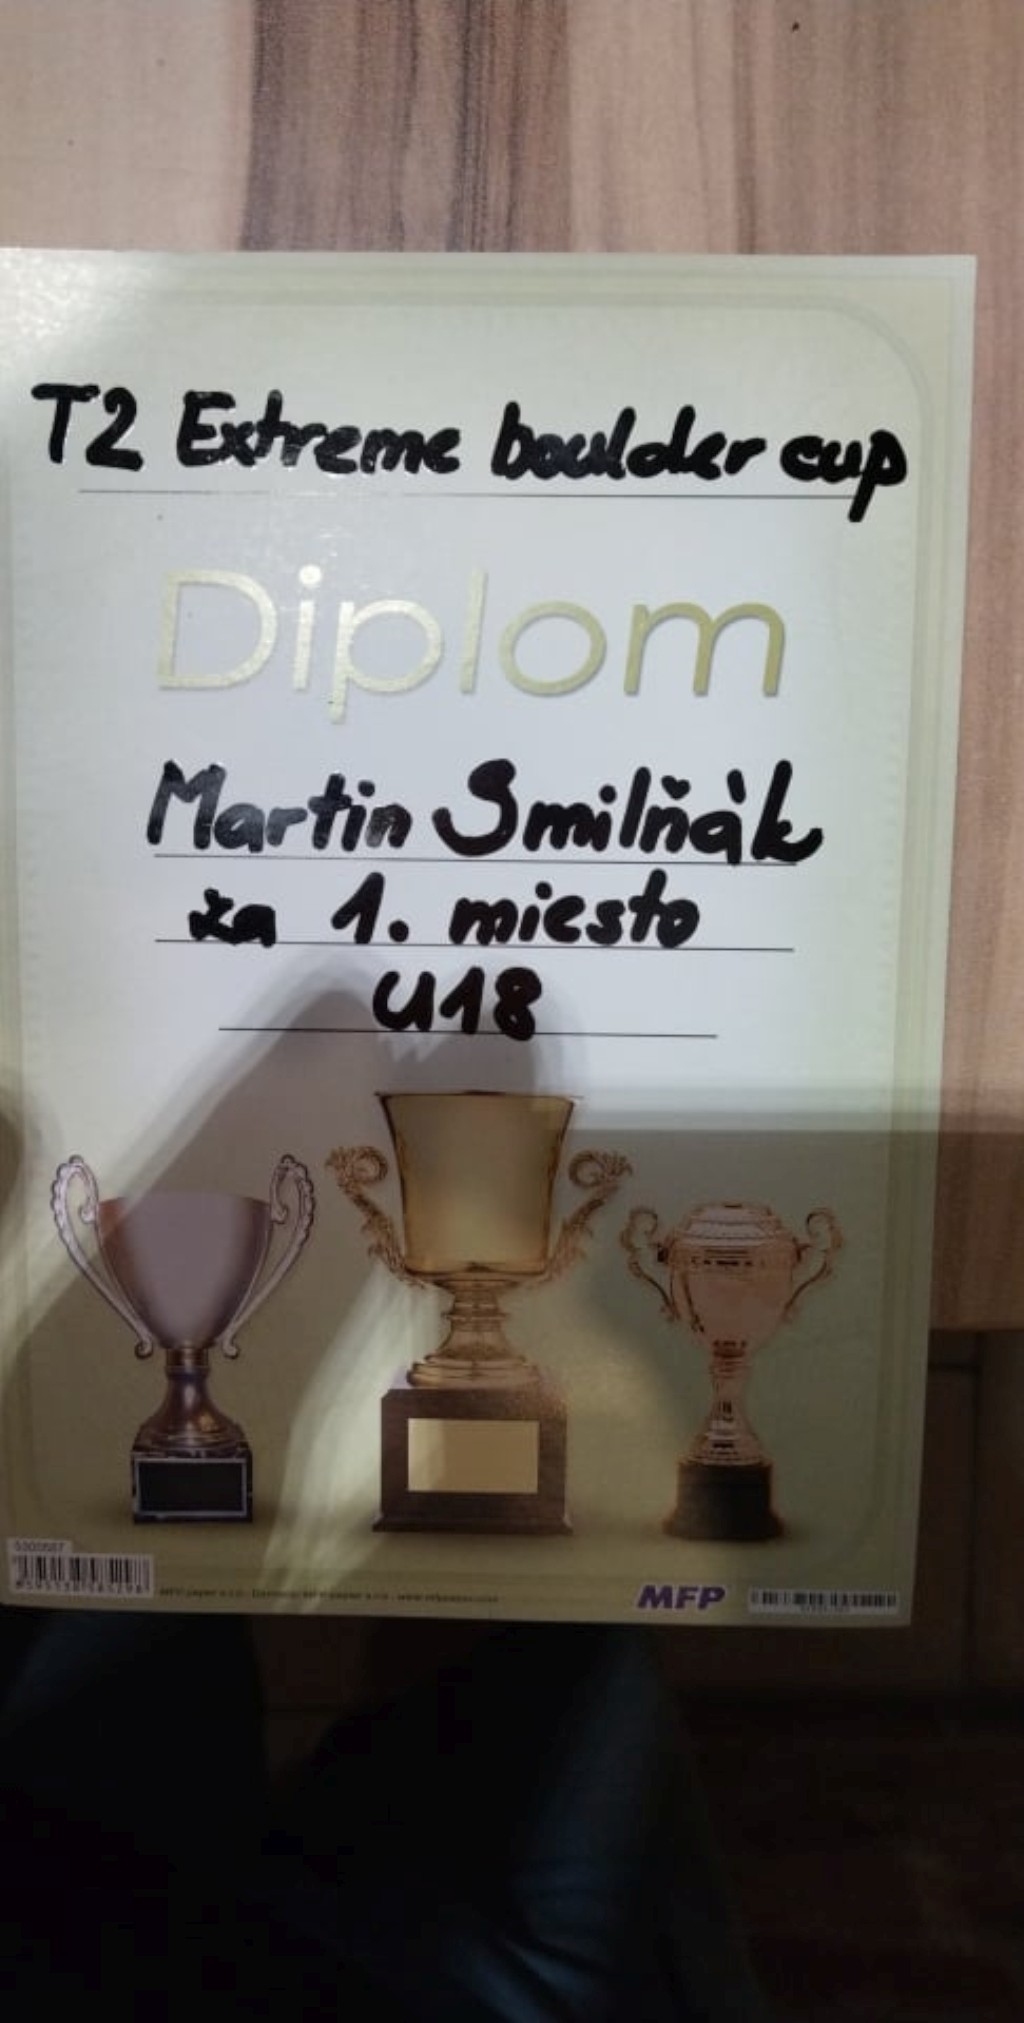 T2 Extreme boulder cup
Diplom
Martin Smilňák
za 1. miesto
U18
MFP